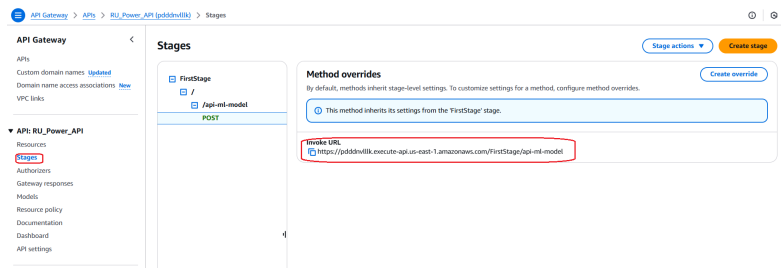 API Gateway > APIs > RU_Power_API (pdddnvlllk) > Stages
API Gateway
APIs
Custom domain names Updated
Domain name access associations New
VPC links
API: RU_Power_API
Resources
Stages
Authorizers
Gateway responses
Models
Resource policy
Documentation
Dashboard
API settings
Stages
Stage actions
Create stage
FirstStage
/
/api-ml-model
POST
Method overrides
Create override
By default, methods inherit stage-level settings. To customize settings for a method, configure method overrides.
This method inherits its settings from the 'FirstStage' stage.
Invoke URL
https://pdddnvlllk.execute-api.us-east-1.amazonaws.com/FirstStage/api-ml-model